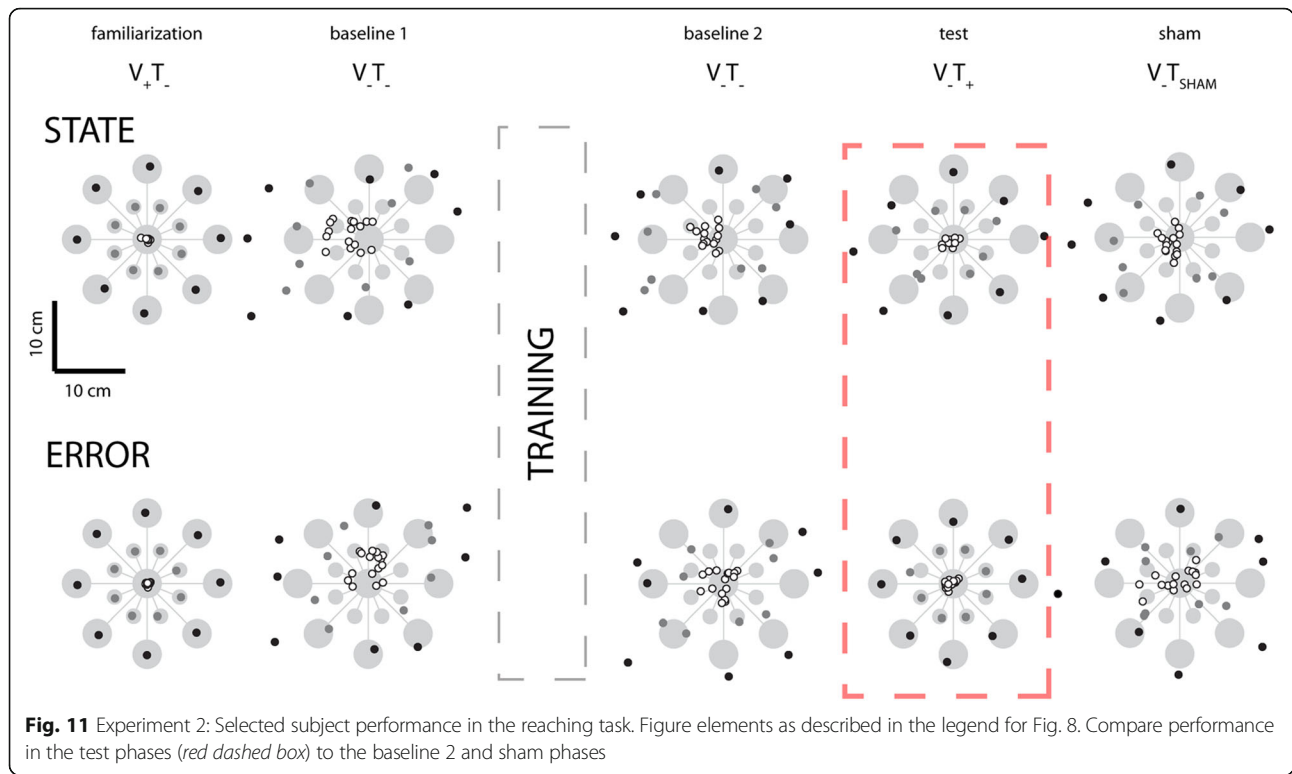 familiarization baseline 1 baseline 2 test sham
V+T- V-T- V-T- V-T+ V-TSHAM
STATE
10 cm
10 cm
TRAINING
ERROR
Fig. 11 Experiment 2: Selected subject performance in the reaching task. Figure elements as described in the legend for Fig. 8. Compare performance
in the test phases (red dashed box) to the baseline 2 and sham phases